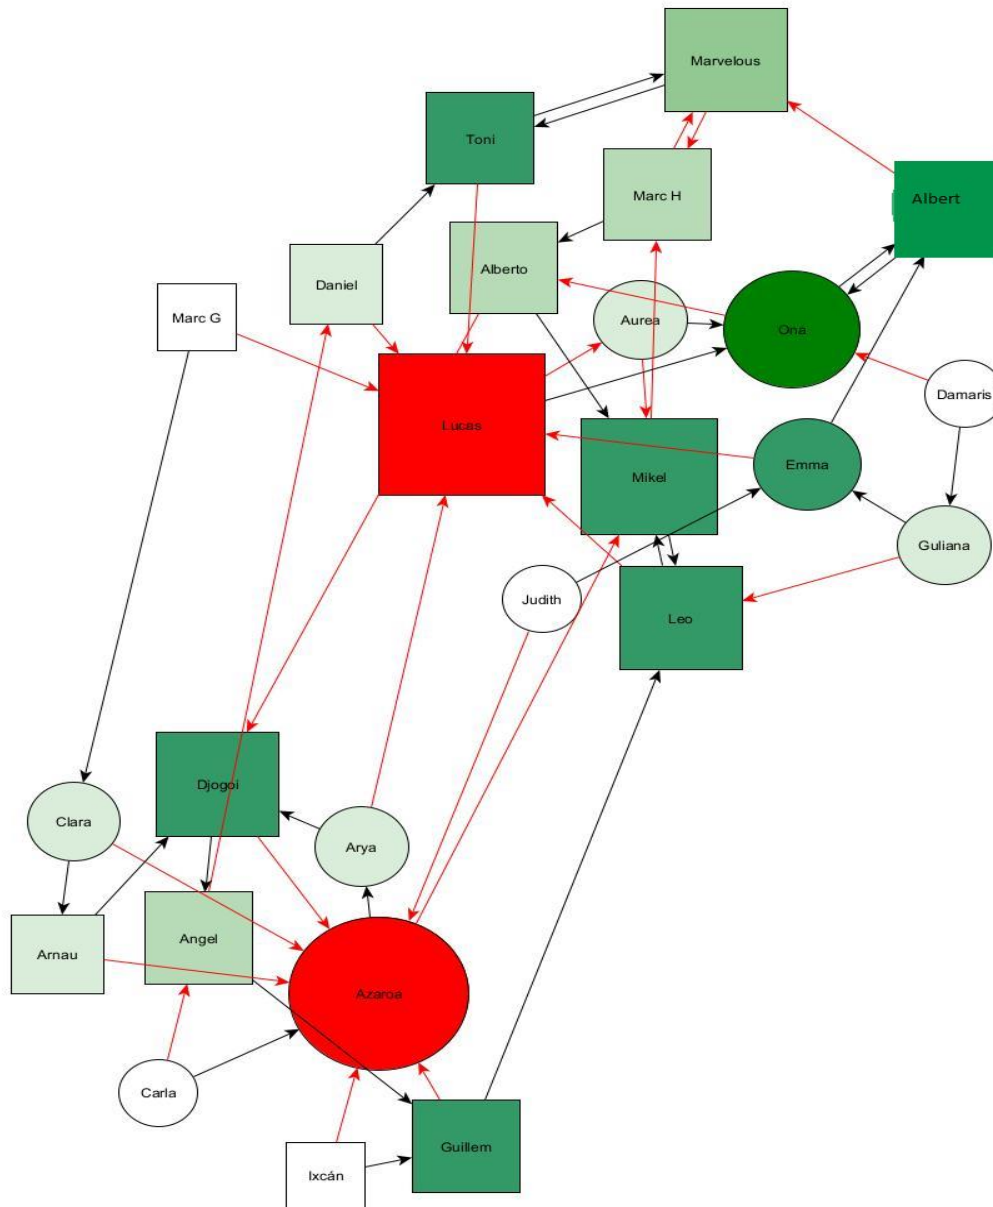 Marvelous
Toni
Marc H
Albert
Alberto
Daniel
Marc G
Aurea
Ona
Damaris
Lucas
Emma
Mikel
Guliana
Judith
Leo
Djogoi
Clara
Arya
Angel
Arnau
Azaroa
Carla
Guillem
Ixcán